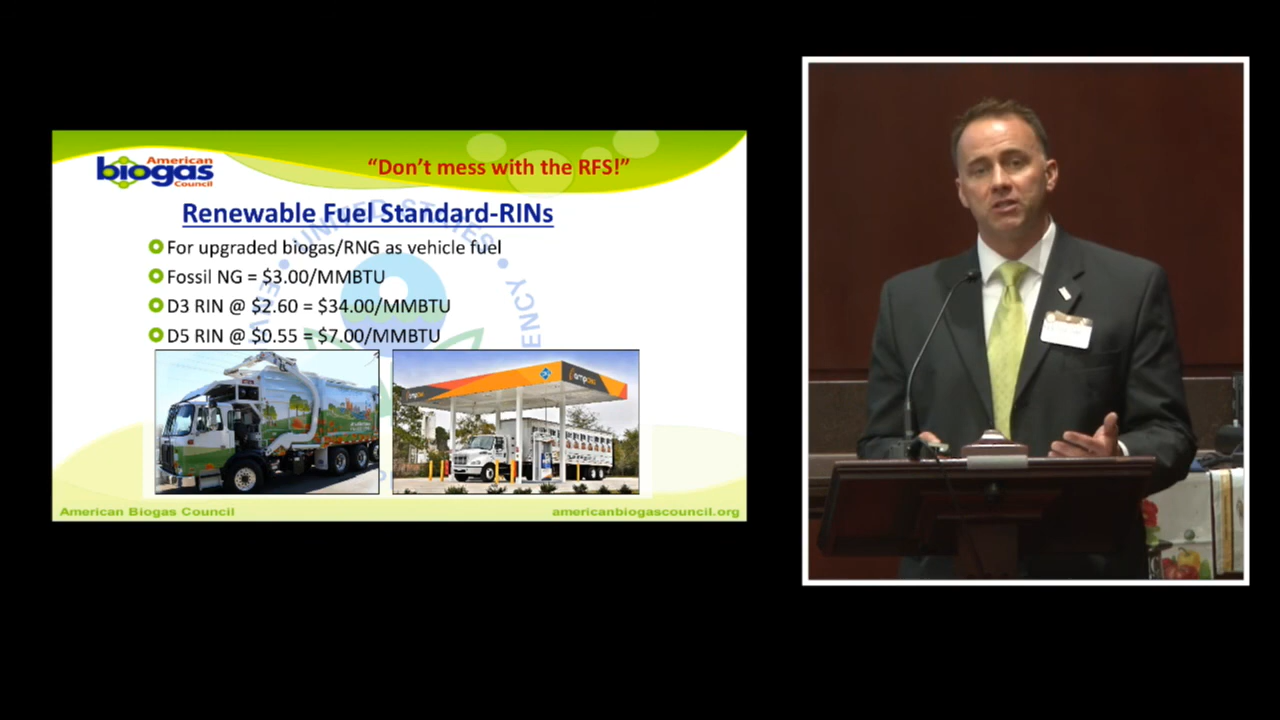 American
biogas
Council
“Don’t mess with the RFS!”
Renewable Fuel Standard-RINs
For upgraded biogas/RNG as vehicle fuel
Fossil NG = $3.00/MMBTU
D3 RIN @ $2.60 = $34.00/MMBTU
D5 RIN @ $0.55 = $7.00/MMBTU
UNITED STATES
American Biogas Council
americanbiogascouncil.org